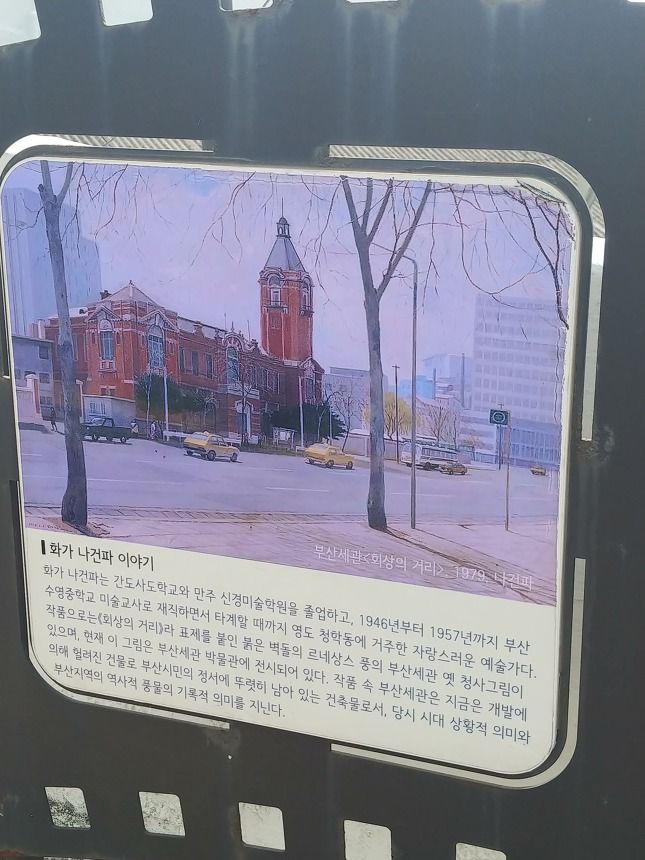 부산세관<회상의 거리>. 1979. 나건파
화가 나건파 이야기
화가 나건파는 간도사도학교와 만주 신경미술학원을 졸업하고, 1946년부터 1957년까지 부산
수영중학교 미술교사로 재직하면서 타계할 때까지 영도 청학동에 거주한 자랑스러운 예술가다.
작품으로는《회상의 거리》라 표제를 붙인 붉은 벽돌의 르네상스 풍의 부산세관 옛 청사그림이
있으며, 현재 이 그림은 부산세관 박물관에 전시되어 있다. 작품 속 부산세관은 지금은 개발에
의해 헐려진 건물로 부산시민의 정서에 뚜렷히 남아 있는 건축물로서, 당시 시대 상황적 의미와
부산지역의 역사적 풍물의 기록적 의미를 지닌다.